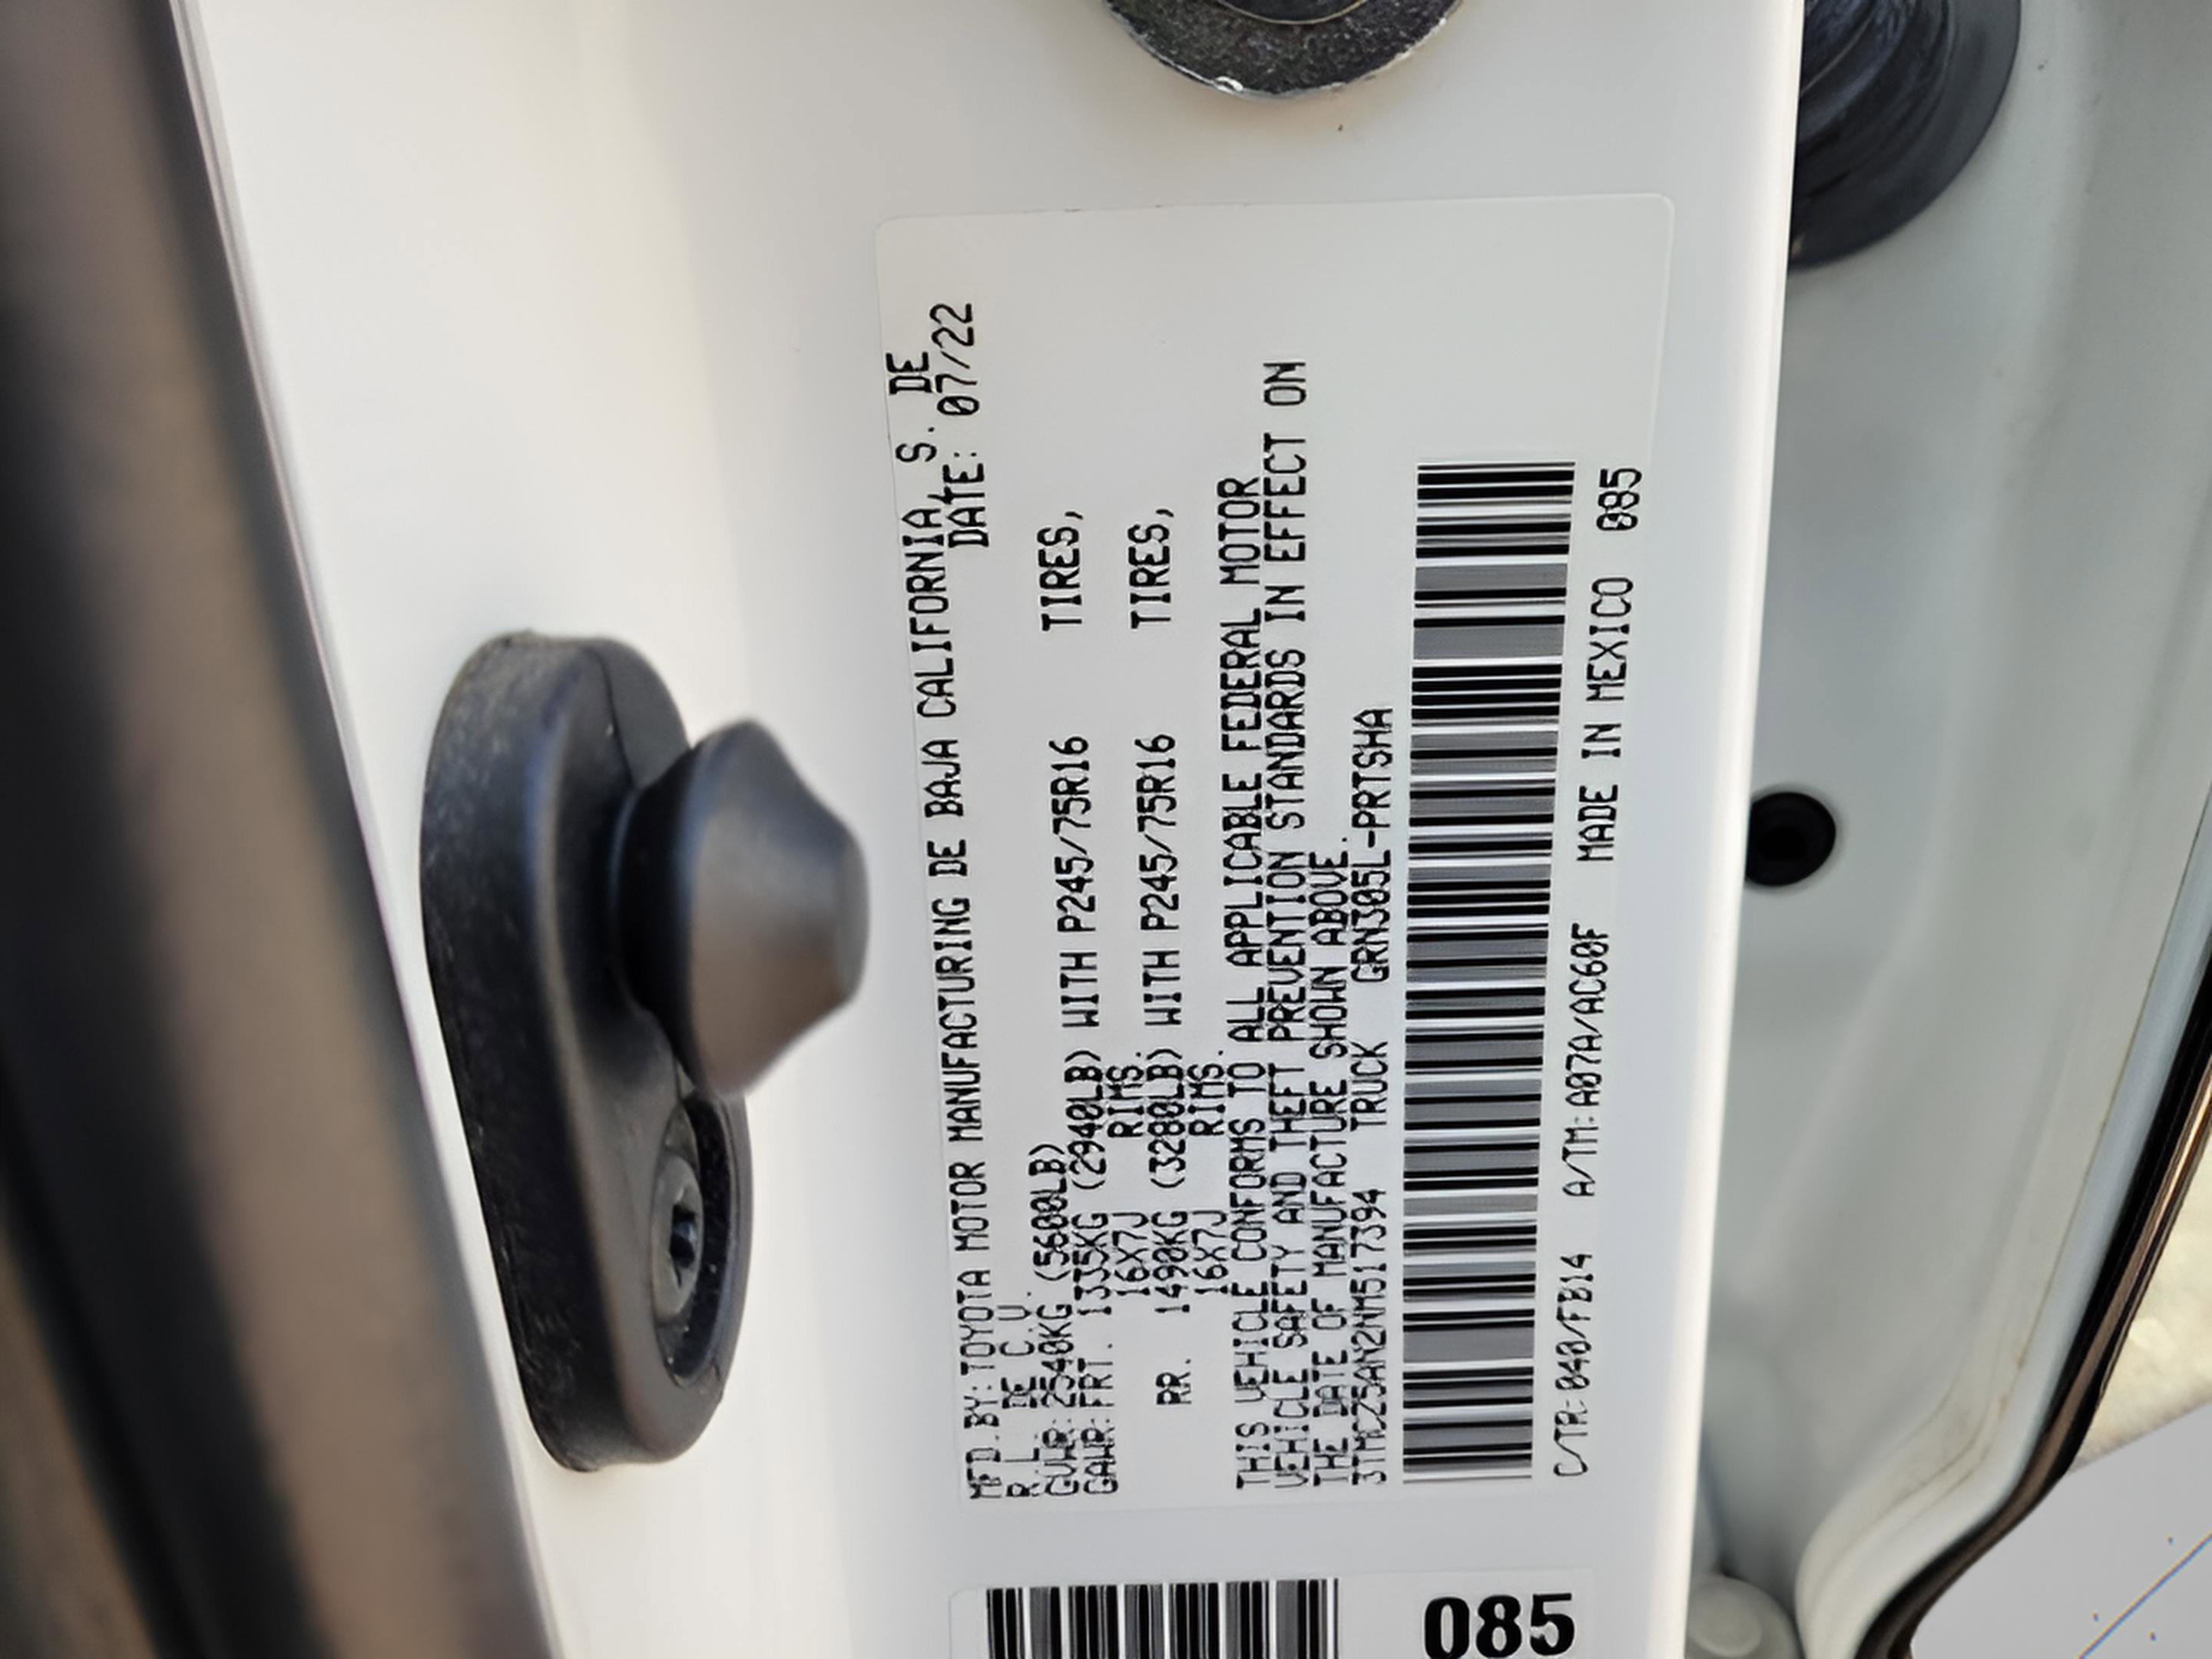 MFD.BY:TOYOTA MOTOR MANUFACTURING DE BAJA CALIFORNIA, S. DE
R.L. DE C.V. DATE: 07/22
GVWR:2540KG (5600LB)
GAWR:FRT. 1335KG (2940LB) WITH P245/75R16 TIRES,
16X7J RIMS.
RR. 1490KG (3280LB) WITH P245/75R16 TIRES,
16X7J RIMS.
THIS VEHICLE CONFORMS TO ALL APPLICABLE FEDERAL MOTOR
VEHICLE SAFETY AND THEFT PREVENTION STANDARDS IN EFFECT ON
THE DATE OF MANUFACTURE SHOWN ABOVE.
3TMCZ5AN2NM517394 TRUCK GRN305L-PRTSHA
C/TR:040/FB14 A/TM:A07A/AC60F MADE IN MEXICO 085
085